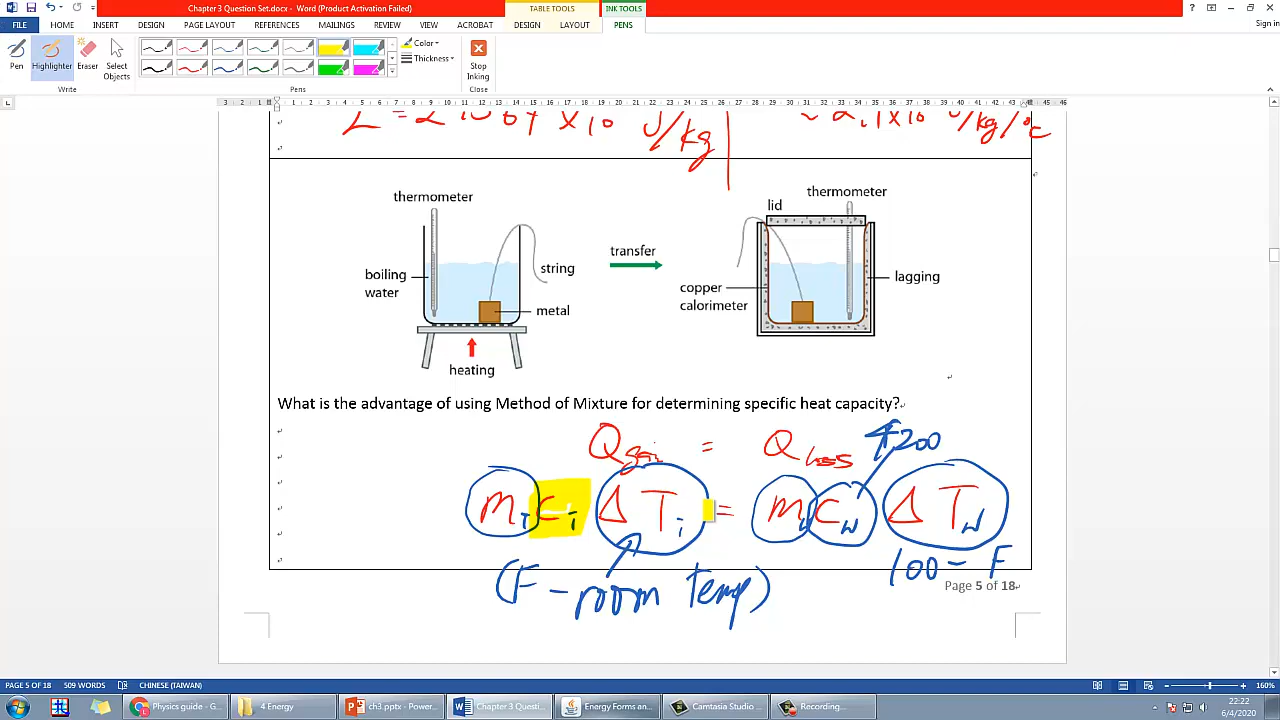 Chapter 3 Question Set.docx - Word (Product Activation Failed)
TABLE TOOLS
INK TOOLS
FILE HOME INSERT DESIGN PAGE LAYOUT REFERENCES MAILINGS REVIEW VIEW ACROBAT DESIGN LAYOUT PENS
Sign in
Pen Highlighter Eraser Select Objects
Color
Thickness
Stop Inking
Write
Pens
Close
J/kg
J/kg/°C
thermometer
boiling water
string
metal
heating
transfer
thermometer
lid
copper calorimeter
lagging
What is the advantage of using Method of Mixture for determining specific heat capacity?
Q gain = Q loss
4200
m c i Δ T i = m c w Δ T w
(F - room Temp)
100 - F
Page 5 of 18
PAGE 5 OF 18 509 WORDS CHINESE (TAIWAN)
160%
Physics guide - G...
4 Energy
ch3.pptx - Power...
Chapter 3 Questi...
Energy Forms an...
Camtasia Studio ...
Recording...
22:22
6/4/2020